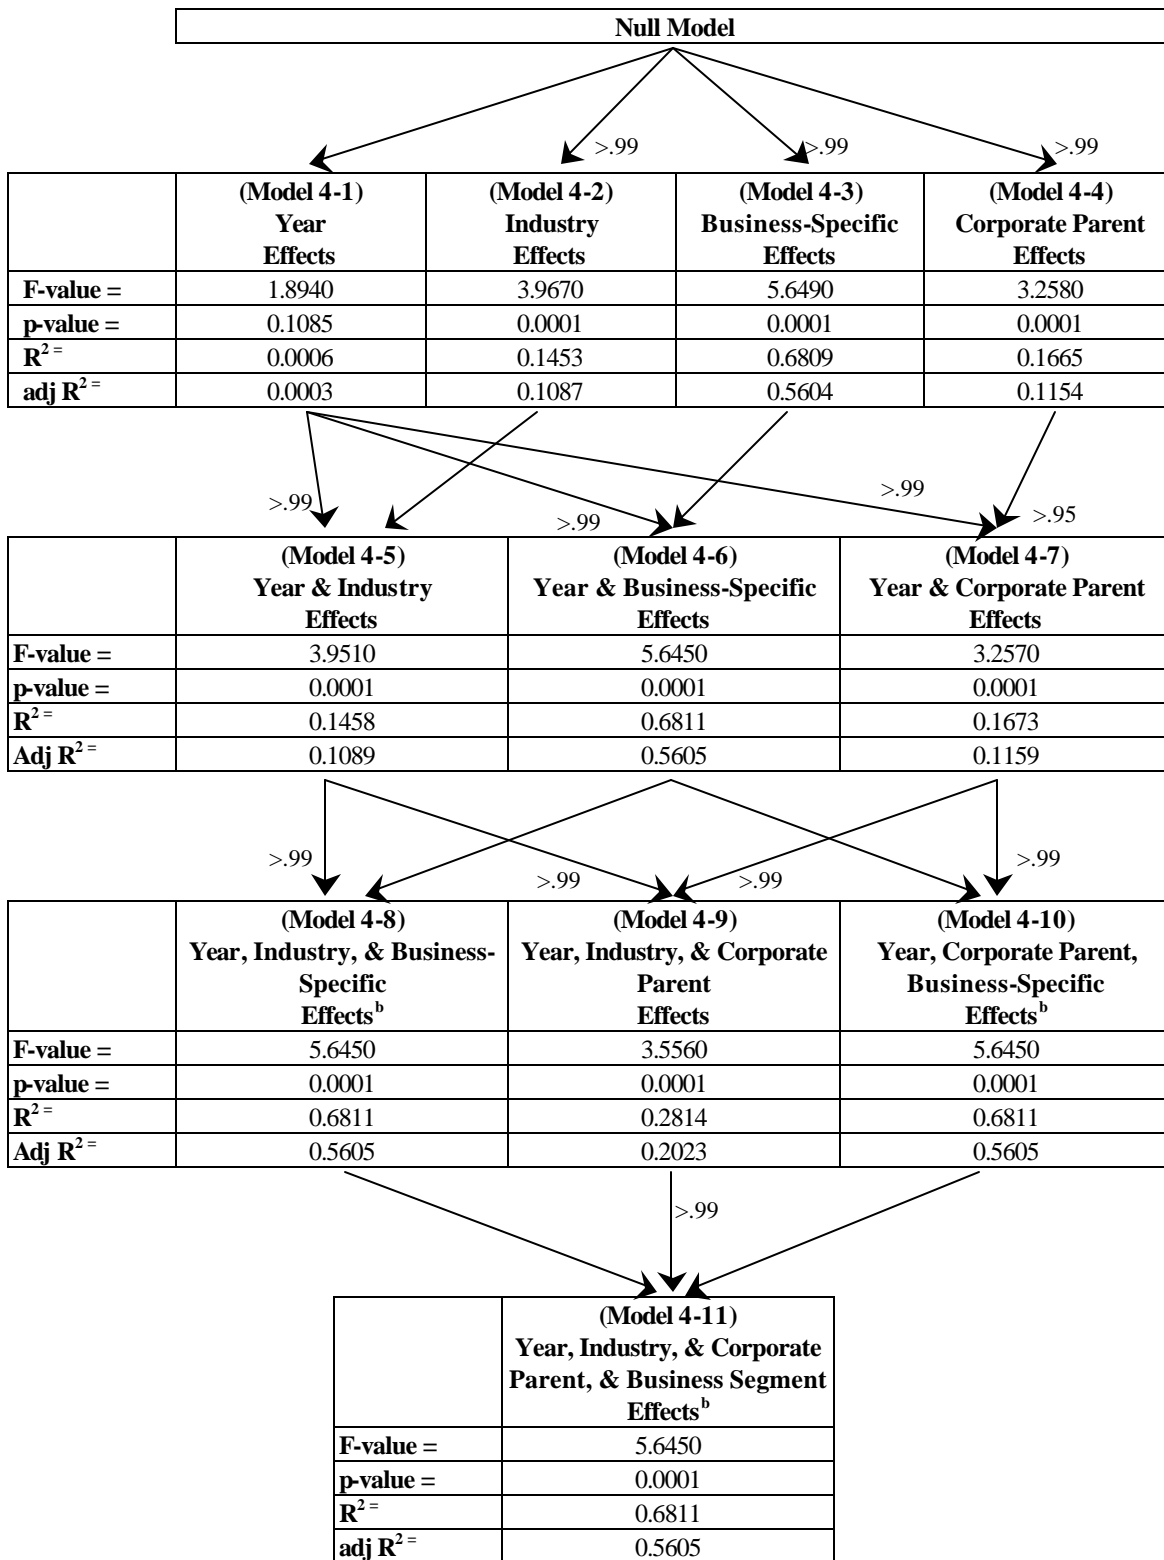 Null Model
>.99 >.99 >.99
(Model 4-1) (Model 4-2) (Model 4-3) (Model 4-4)
Year Industry Business-Specific Corporate Parent
Effects Effects Effects Effects
F-value = 1.8940 3.9670 5.6490 3.2580
p-value = 0.1085 0.0001 0.0001 0.0001
R² = 0.0006 0.1453 0.6809 0.1665
adj R² = 0.0003 0.1087 0.5604 0.1154
>.99 >.99 >.99 >.95
(Model 4-5) (Model 4-6) (Model 4-7)
Year & Industry Year & Business-Specific Year & Corporate Parent
Effects Effects Effects
F-value = 3.9510 5.6450 3.2570
p-value = 0.0001 0.0001 0.0001
R² = 0.1458 0.6811 0.1673
Adj R² = 0.1089 0.5605 0.1159
>.99 >.99 >.99 >.99
(Model 4-8) (Model 4-9) (Model 4-10)
Year, Industry, & Business- Year, Industry, & Corporate Year, Corporate Parent,
Specific Parent Business-Specific
Effects^b Effects Effects^b
F-value = 5.6450 3.5560 5.6450
p-value = 0.0001 0.0001 0.0001
R² = 0.6811 0.2814 0.6811
Adj R² = 0.5605 0.2023 0.5605
>.99
(Model 4-11)
Year, Industry, & Corporate
Parent, & Business Segment
Effects^b
F-value = 5.6450
p-value = 0.0001
R² = 0.6811
adj R² = 0.5605